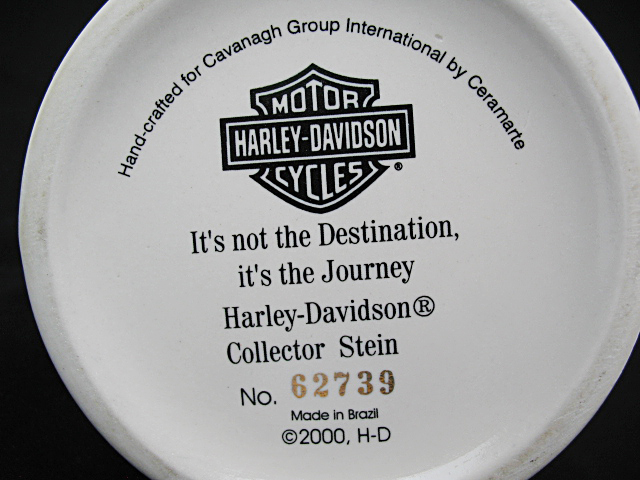 Hand-crafted for Cavanagh Group International by Ceramarte
MOTOR
HARLEY-DAVIDSON
CYCLES®
It's not the Destination,
it's the Journey
Harley-Davidson®
Collector Stein
No. 62739
Made in Brazil
©2000, H-D